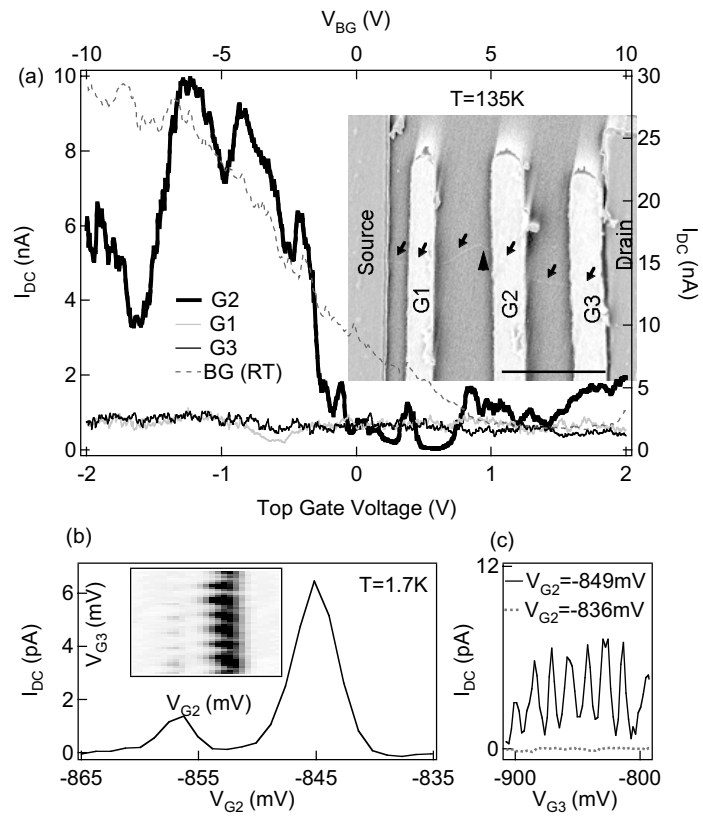 V_BG (V)
-10 -5 0 5 10
(a)
10
8
6
4
2
0
I_DC (nA)
30
25
20
15
10
5
0
I_DC (nA)
T=135K
Source
G1
G2
G3
Drain
G2
G1
G3
BG (RT)
-2 -1 0 1 2
Top Gate Voltage (V)
(b)
6
4
2
0
I_DC (pA)
T=1.7K
V_G3 (mV)
V_G2 (mV)
-865 -855 -845 -835
V_G2 (mV)
(c)
12
0
I_DC (pA)
V_G2=-849mV
V_G2=-836mV
-900 -800
V_G3 (mV)